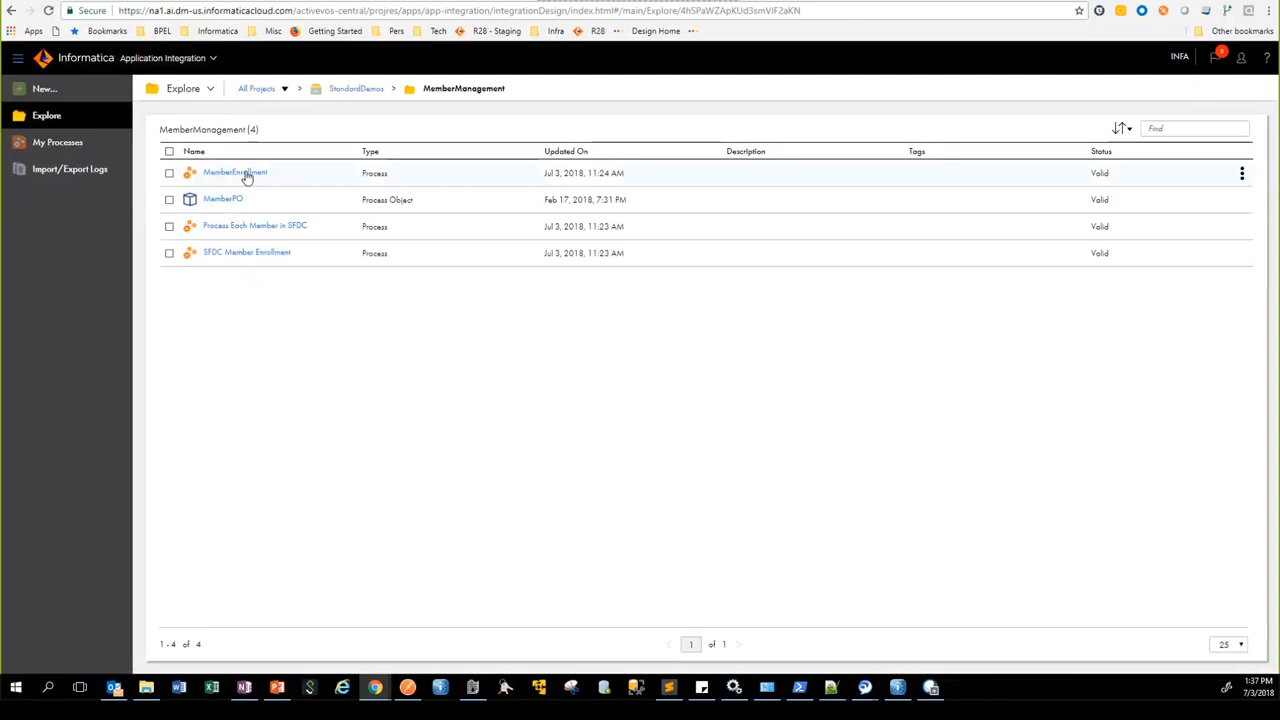 Secure https://na1.ai.dm-us.informaticacloud.com/activevos-central/projres/apps/app-integration/integrationDesign/index.html#/main/Explore/4hSPaWZApKUd3smViF2aKN
Apps Bookmarks BPEL Informatica Misc Getting Started Pers Tech R28 - Staging Infra R28 Design Home Other bookmarks
Informatica Application Integration INFA
New... Explore All Projects > StandardDemos > MemberManagement
Explore
My Processes
Import/Export Logs
MemberManagement (4) Find
Name Type Updated On Description Tags Status
MemberEnrollment Process Jul 3, 2018, 11:24 AM Valid
MemberPO Process Object Feb 17, 2018, 7:31 PM Valid
Process Each Member in SFDC Process Jul 3, 2018, 11:23 AM Valid
SFDC Member Enrollment Process Jul 3, 2018, 11:23 AM Valid
1 - 4 of 4 1 of 1 25
1:37 PM
7/3/2018